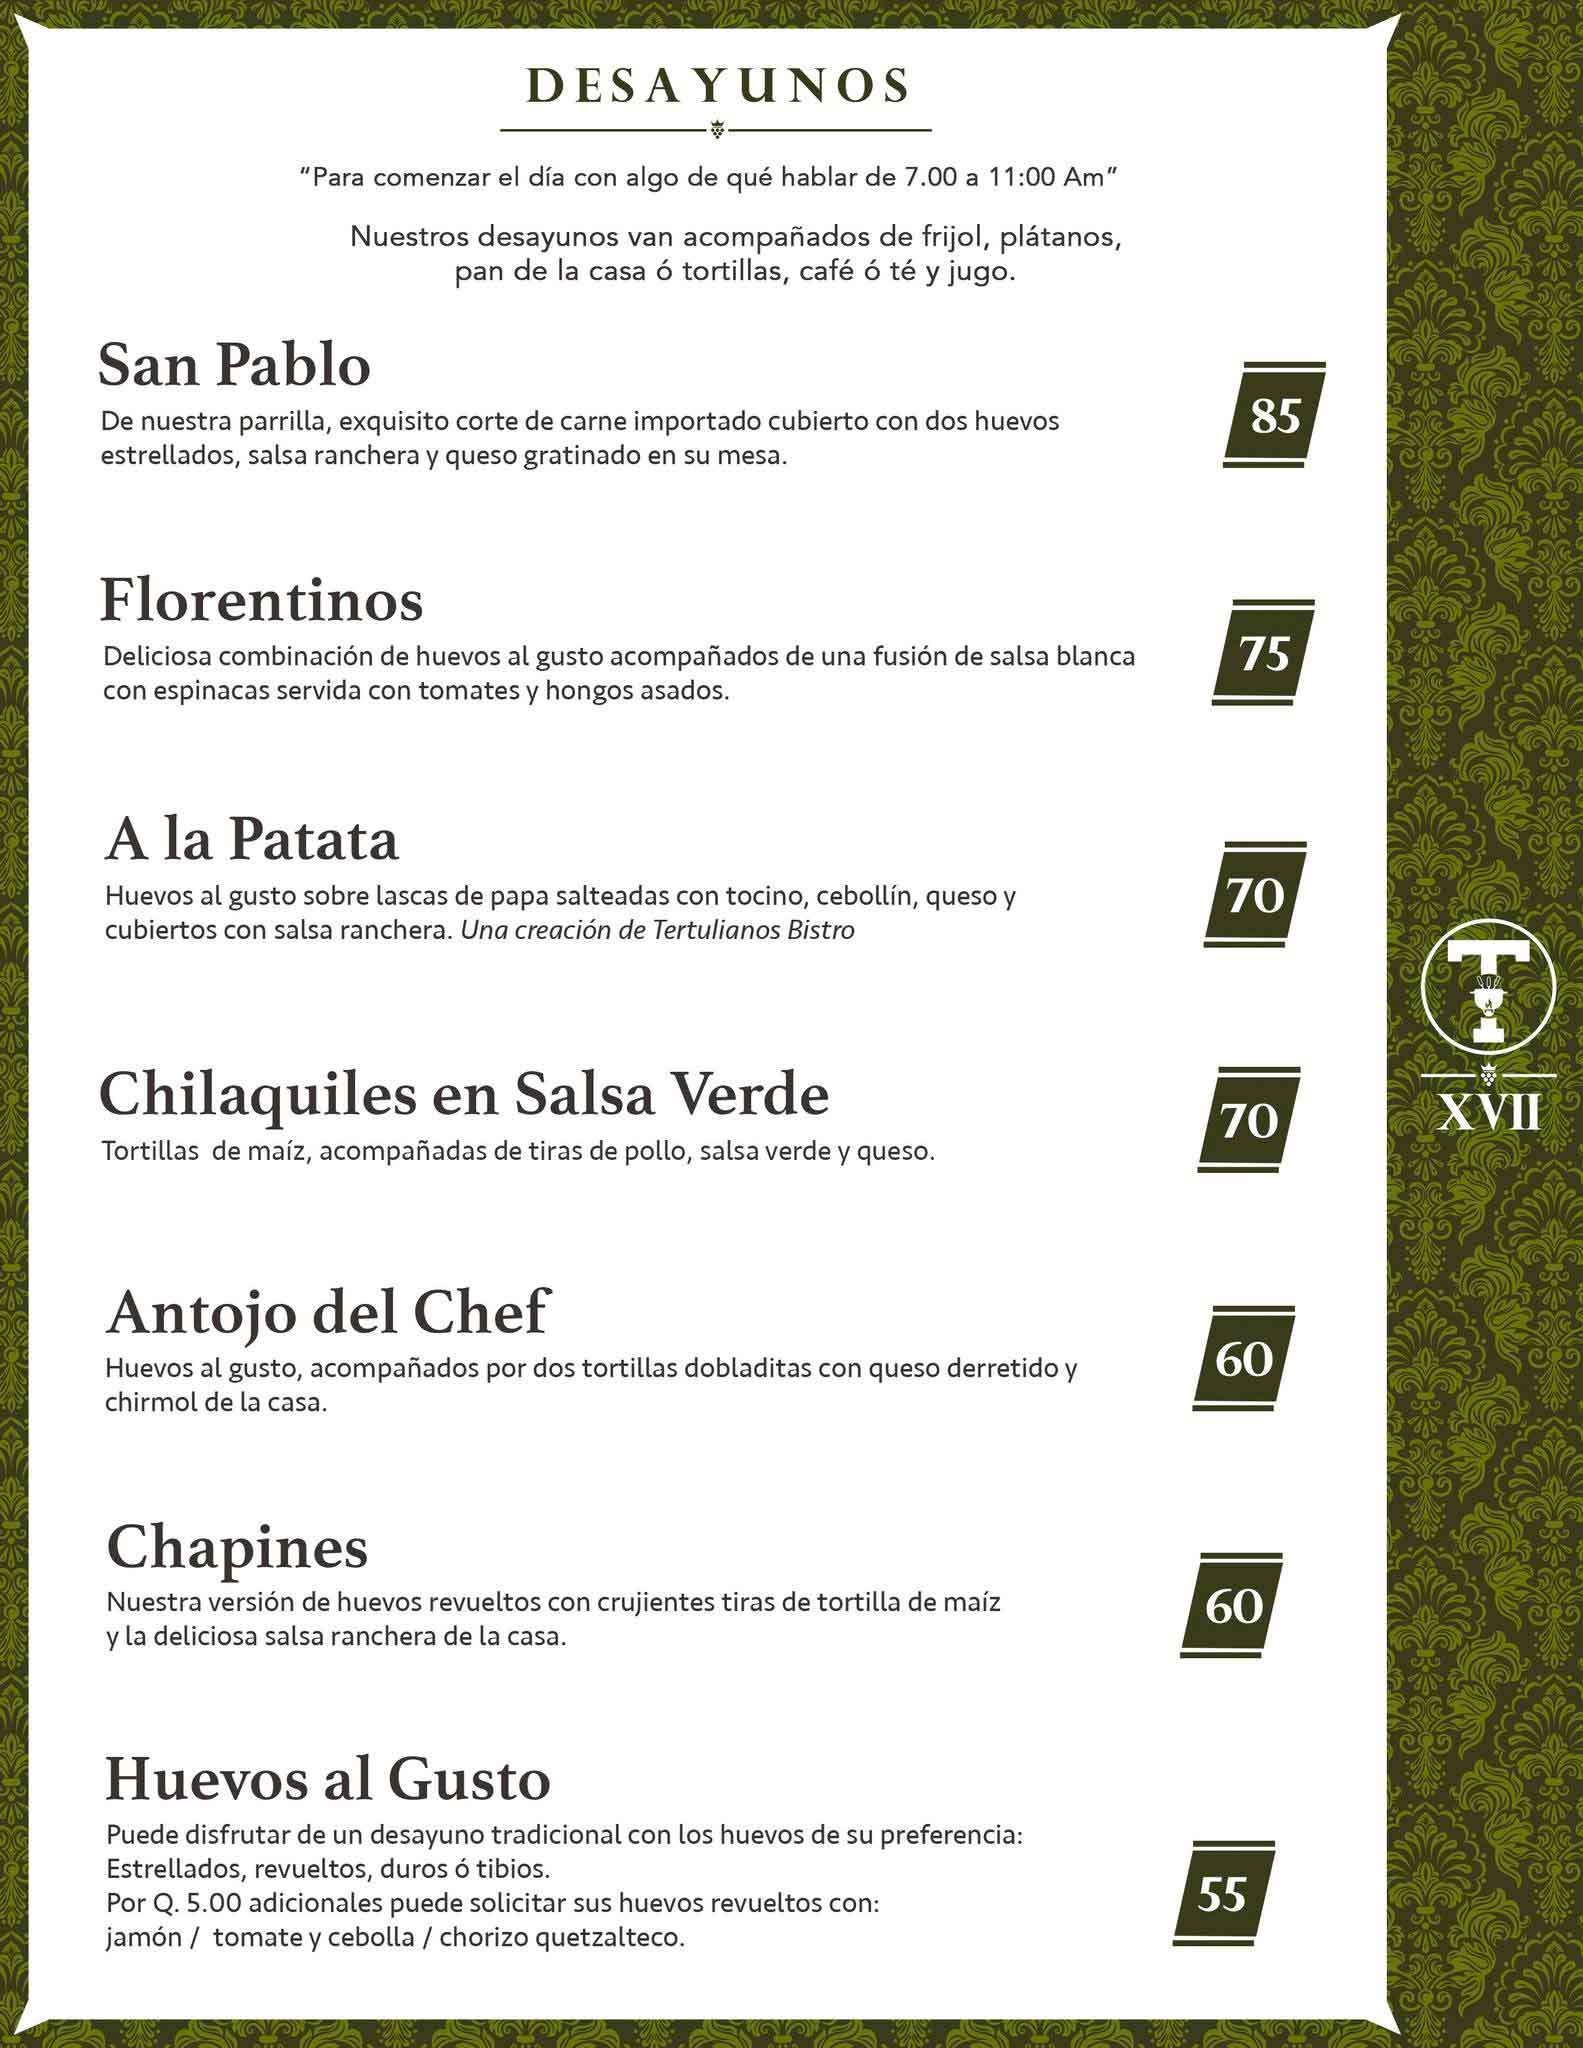 DESAYUNOS
“Para comenzar el día con algo de qué hablar de 7.00 a 11:00 Am”
Nuestros desayunos van acompañados de frijol, plátanos,
pan de la casa ó tortillas, café ó té y jugo.
San Pablo
De nuestra parrilla, exquisito corte de carne importado cubierto con dos huevos
estrellados, salsa ranchera y queso gratinado en su mesa.
85
Florentinos
Deliciosa combinación de huevos al gusto acompañados de una fusión de salsa blanca
con espinacas servida con tomates y hongos asados.
75
A la Patata
Huevos al gusto sobre lascas de papa salteadas con tocino, cebollín, queso y
cubiertos con salsa ranchera. Una creación de Tertulianos Bistro
70
Chilaquiles en Salsa Verde
Tortillas  de maíz, acompañadas de tiras de pollo, salsa verde y queso.
70
Antojo del Chef
Huevos al gusto, acompañados por dos tortillas dobladitas con queso derretido y
chirmol de la casa.
60
Chapines
Nuestra versión de huevos revueltos con crujientes tiras de tortilla de maíz
y la deliciosa salsa ranchera de la casa.
60
Huevos al Gusto
Puede disfrutar de un desayuno tradicional con los huevos de su preferencia:
Estrellados, revueltos, duros ó tibios.
Por Q. 5.00 adicionales puede solicitar sus huevos revueltos con:
jamón /  tomate y cebolla / chorizo quetzalteco.
55
T
XVII